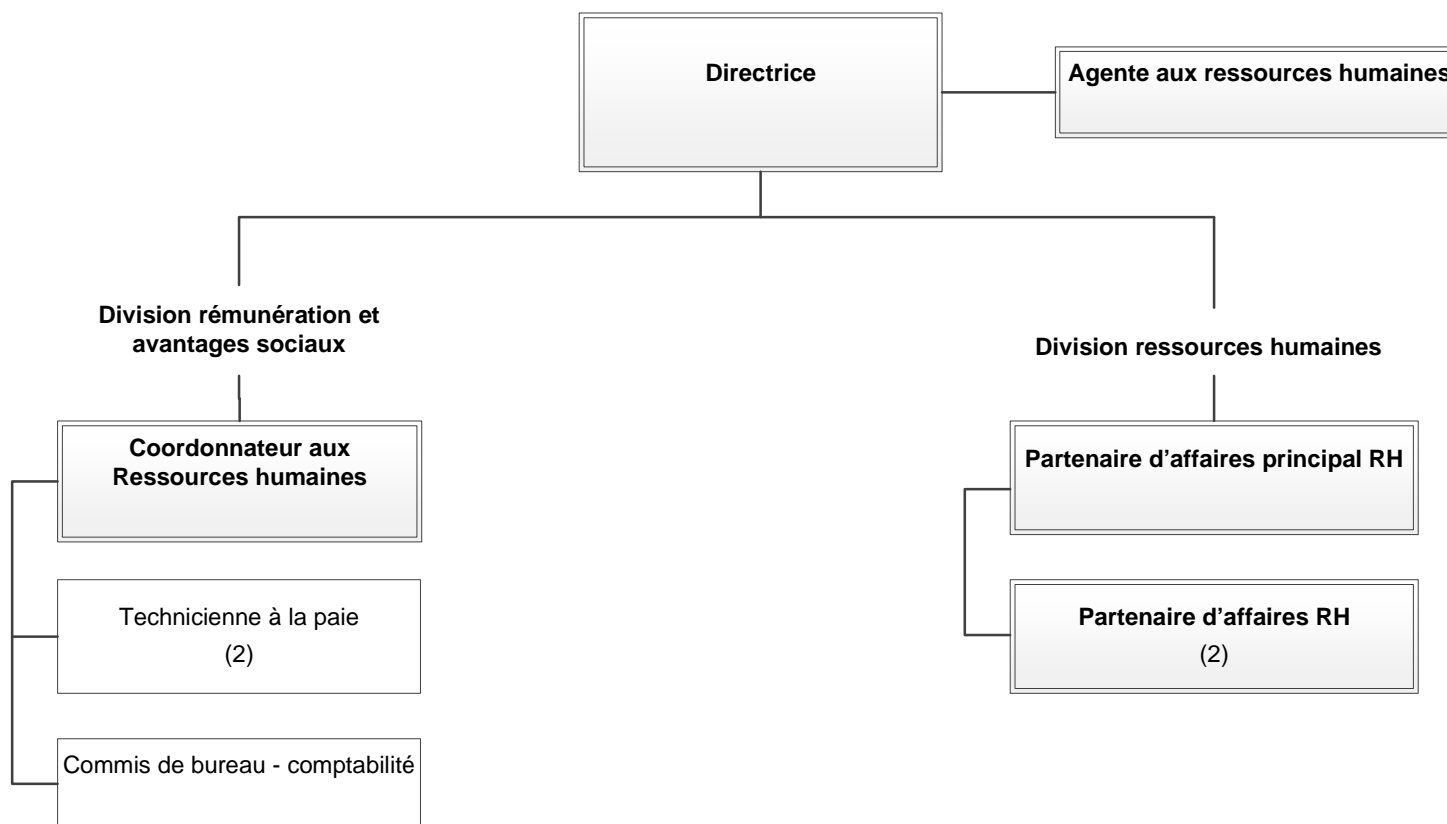 Directrice
Agente aux ressources humaines
Division rémunération et
avantages sociaux
Division ressources humaines
Coordonnateur aux
Ressources humaines
Partenaire d’affaires principal RH
Technicienne à la paie
(2)
Partenaire d’affaires RH
(2)
Commis de bureau - comptabilité